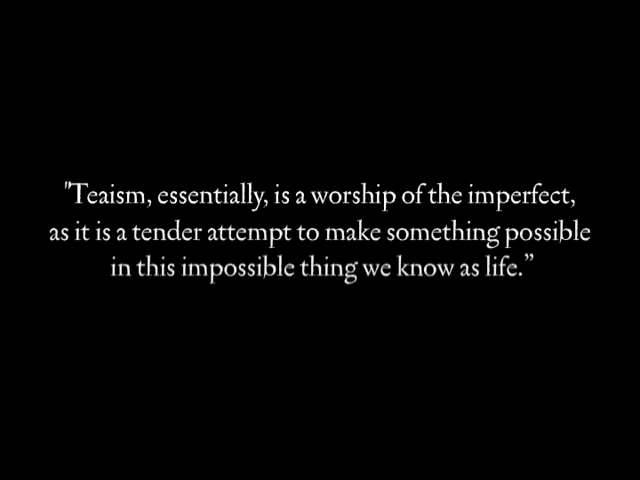 "Teaism, essentially, is a worship of the imperfect,
as it is a tender attempt to make something possible
in this impossible thing we know as life.”